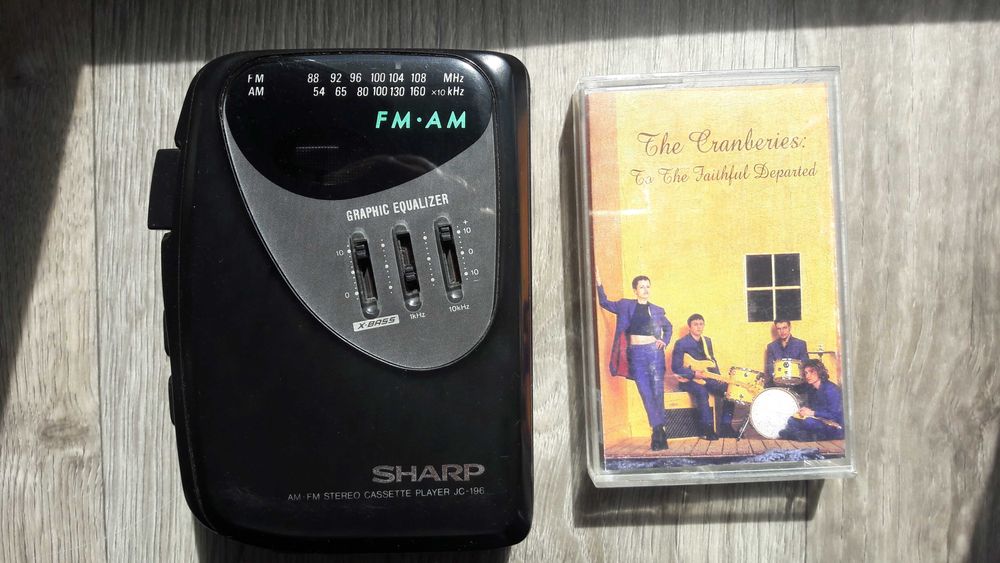 FM 88 92 96 100 104 108 MHz
AM 54 65 80 100 130 160 ×10 kHz
FM·AM
GRAPHIC EQUALIZER
+
10 10
0
0 10
-
X-BASS 1kHz 10kHz
SHARP
AM-FM STEREO CASSETTE PLAYER JC-196
The Cranberies:
To The Faithful Departed